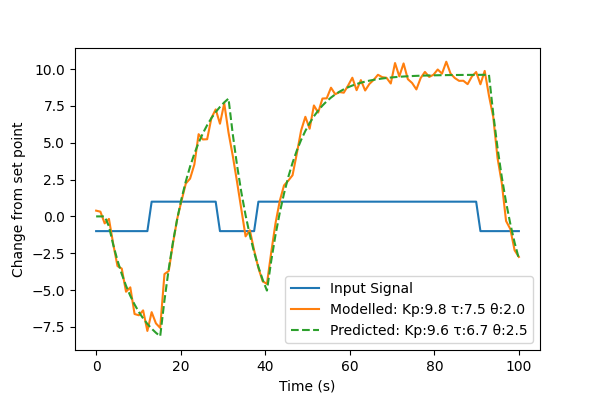 10.0
7.5
5.0
2.5
0.0
−2.5
−5.0
−7.5
Change from set point
Input Signal
Modelled: Kp:9.8 τ:7.5 θ:2.0
Predicted: Kp:9.6 τ:6.7 θ:2.5
0 20 40 60 80 100
Time (s)